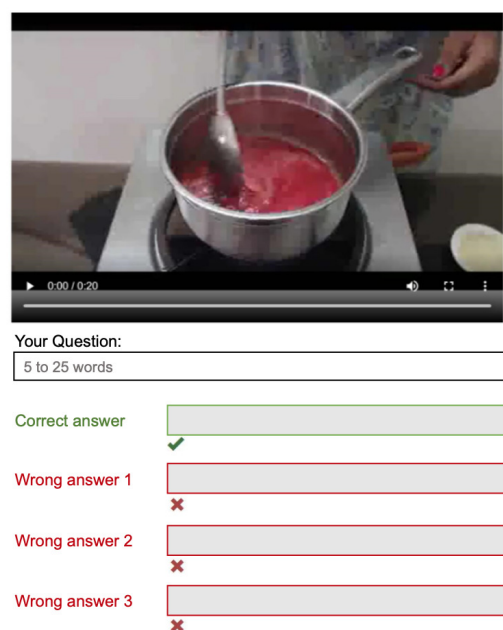 0:00 / 0:20
Your Question:
5 to 25 words
Correct answer
Wrong answer 1
Wrong answer 2
Wrong answer 3